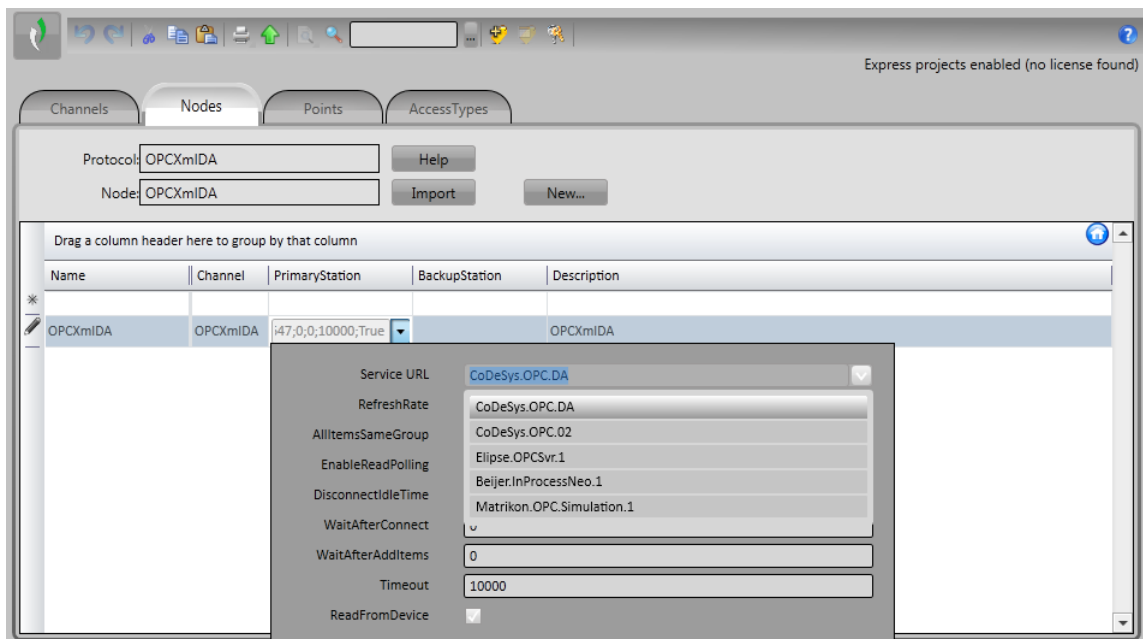 Express projects enabled (no license found)
Channels Nodes Points AccessTypes
Protocol: OPCXmlDA Help
Node: OPCXmlDA Import New...
Drag a column header here to group by that column
Name Channel PrimaryStation BackupStation Description
OPCXmlDA OPCXmlDA i47;0;0;10000;True OPCXmlDA
Service URL CoDeSys.OPC.DA
RefreshRate CoDeSys.OPC.DA
AllItemsSameGroup CoDeSys.OPC.02
EnableReadPolling Elipse.OPCSvr.1
DisconnectIdleTime Beijer.InProcessNeo.1
Matrikon.OPC.Simulation.1
WaitAfterConnect 0
WaitAfterAddItems 0
Timeout 10000
ReadFromDevice